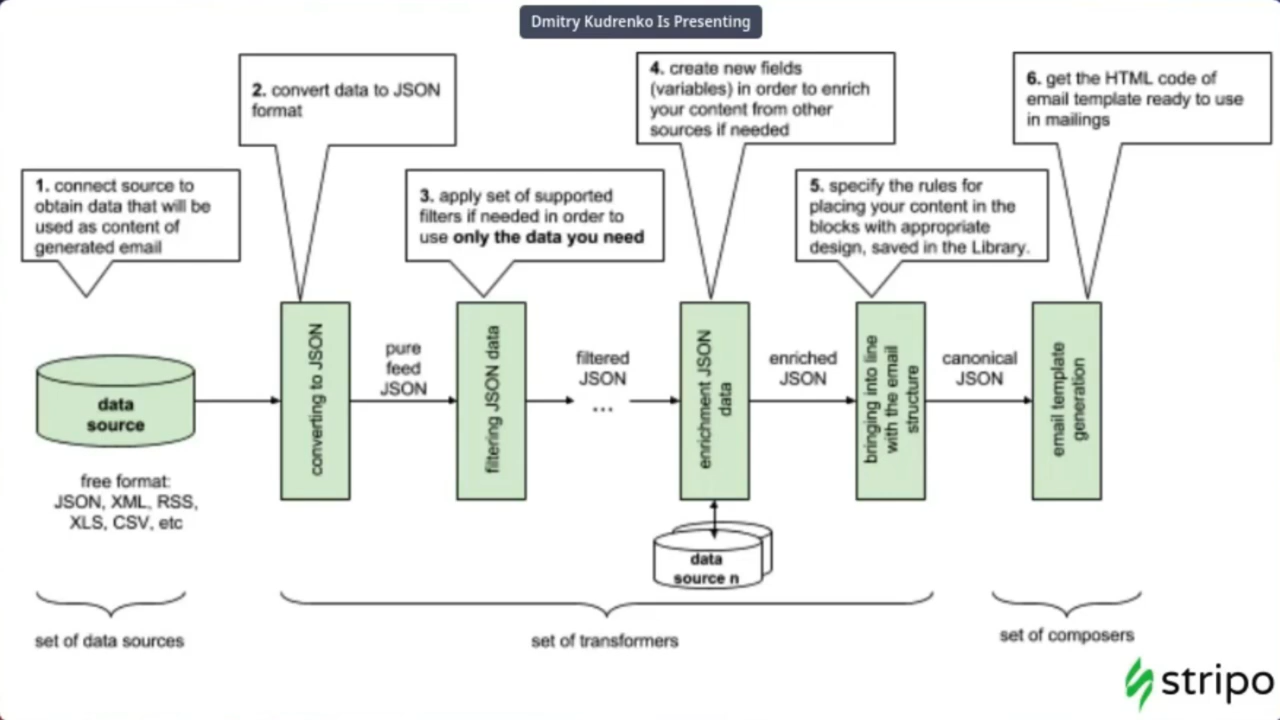 Dmitry Kudrenko Is Presenting
2. convert data to JSON
format
4. create new fields
(variables) in order to enrich
your content from other
sources if needed
6. get the HTML code of
email template ready to use
in mailings
1. connect source to
obtain data that will be
used as content of
generated email
3. apply set of supported
filters if needed in order to
use only the data you need
5. specify the rules for
placing your content in the
blocks with appropriate
design, saved in the Library.
data
source
converting to JSON
pure
feed
JSON
filtering JSON data
filtered
JSON
...
enrichment JSON
data
enriched
JSON
bringing into line
with the email
structure
canonical
JSON
email template
generation
free format:
JSON, XML, RSS,
XLS, CSV, etc
data
source n
set of data sources
set of transformers
set of composers
stripo